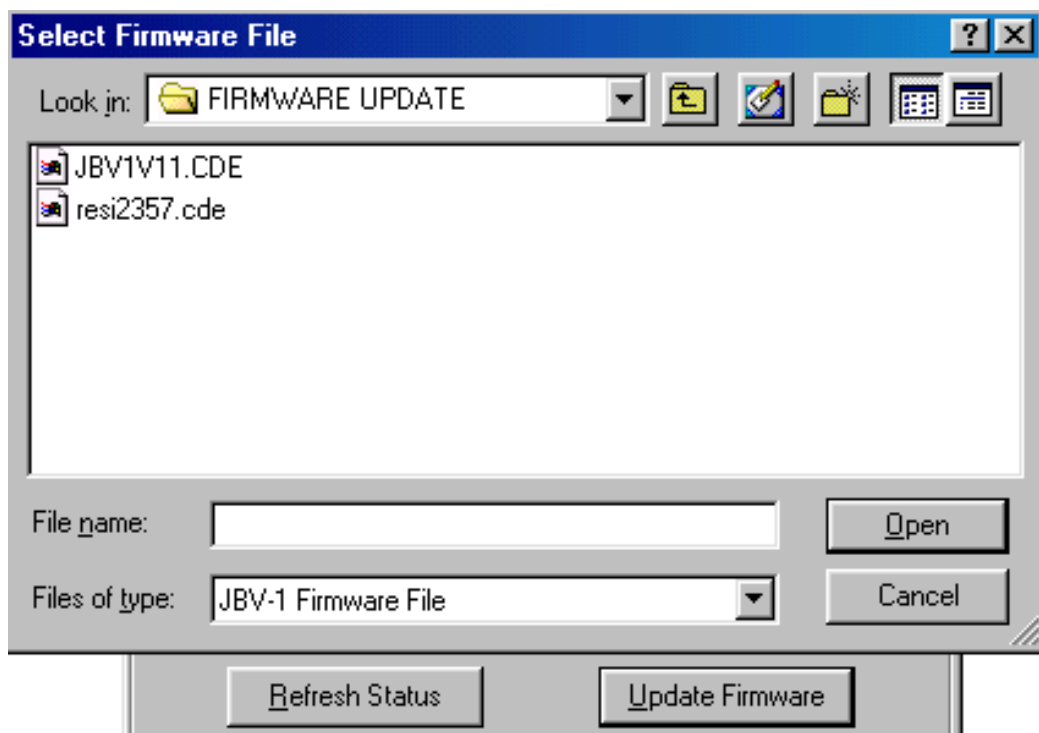 Select Firmware File
Look in: FIRMWARE UPDATE
JBV1V11.CDE
resi2357.cde
File name: Open
Files of type: JBV-1 Firmware File Cancel
Refresh Status Update Firmware